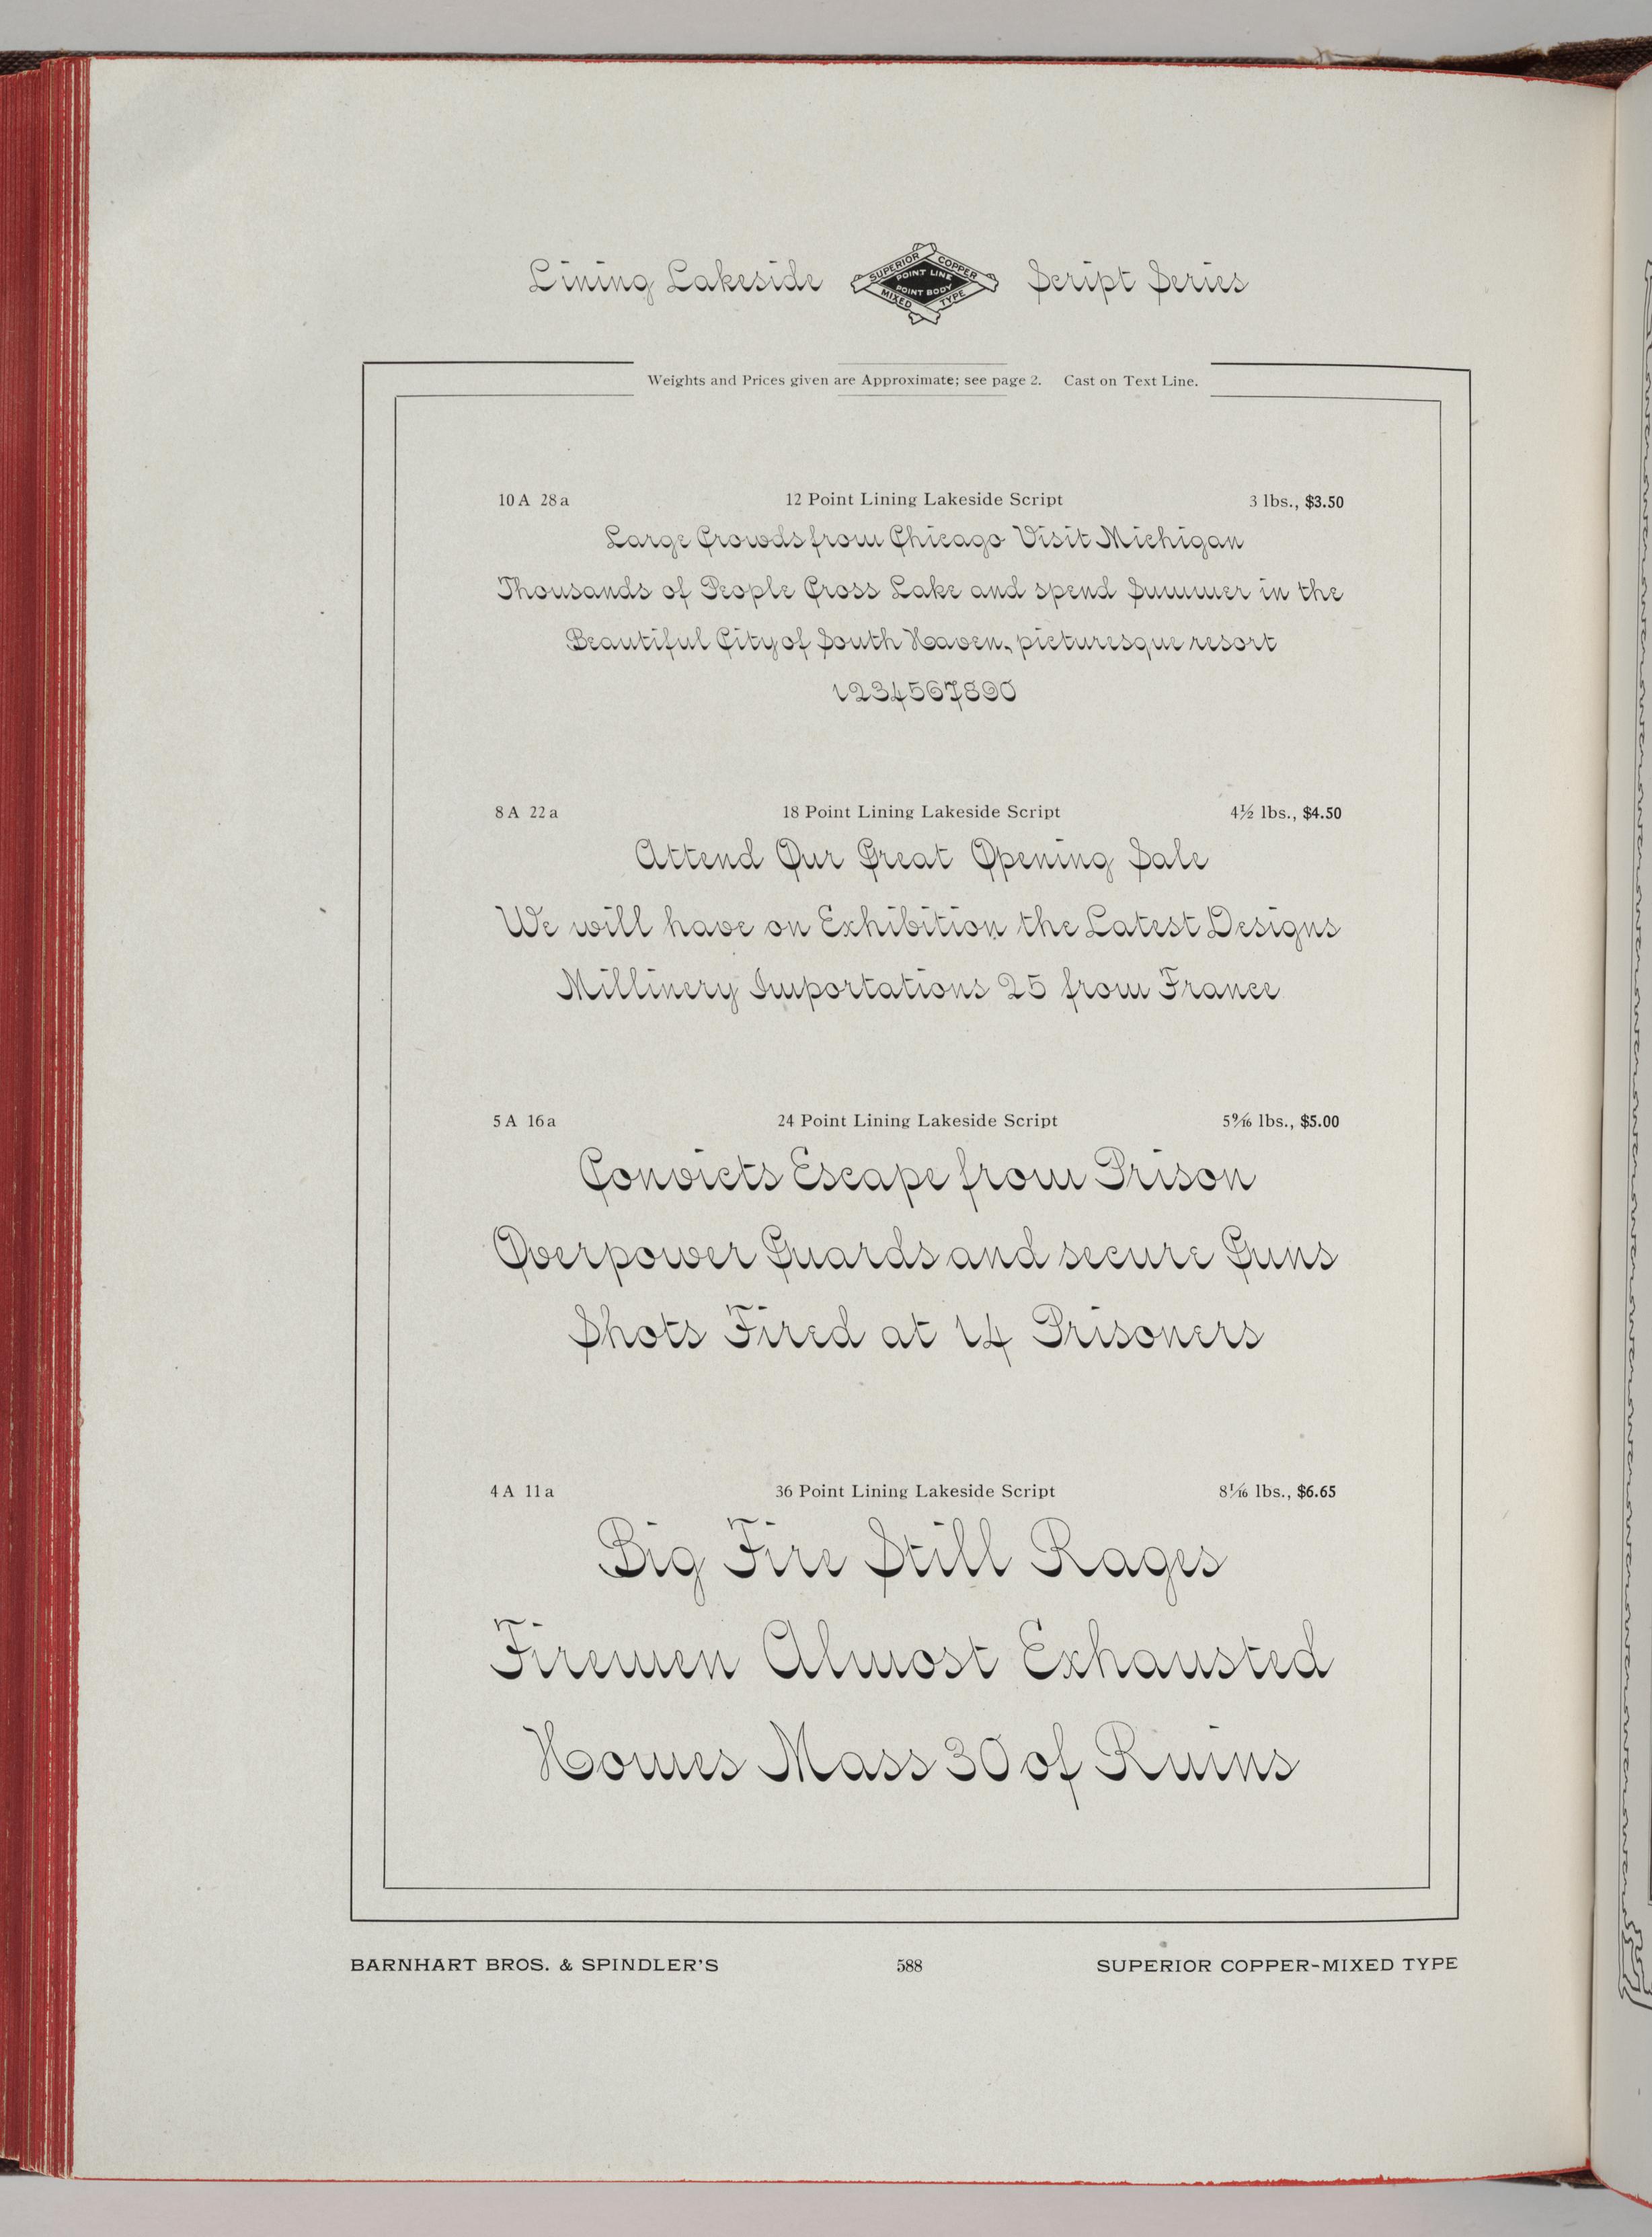 Lining Lakeside Script Series
SUPERIOR COPPER
POINT LINE
POINT BODY
MIXED TYPE
Weights and Prices given are Approximate; see page 2. Cast on Text Line.
10 A 28 a 12 Point Lining Lakeside Script 3 lbs., $3.50
Large Crowds from Chicago Visit Michigan
Thousands of People Cross Lake and spend Summer in the
Beautiful City of South Haven, picturesque resort
1234567890
8 A 22 a 18 Point Lining Lakeside Script 4½ lbs., $4.50
Attend Our Great Opening Sale
We will have on Exhibition the Latest Designs
Millinery Importations 25 from France
5 A 16 a 24 Point Lining Lakeside Script 5 9/16 lbs., $5.00
Convicts Escape from Prison
Overpower Guards and secure Guns
Shots Fired at 14 Prisoners
4 A 11 a 36 Point Lining Lakeside Script 8 1/16 lbs., $6.65
Big Fire Still Rages
Firemen Almost Exhausted
Homes Mass 30 of Ruins
BARNHART BROS. & SPINDLER'S 588 SUPERIOR COPPER-MIXED TYPE